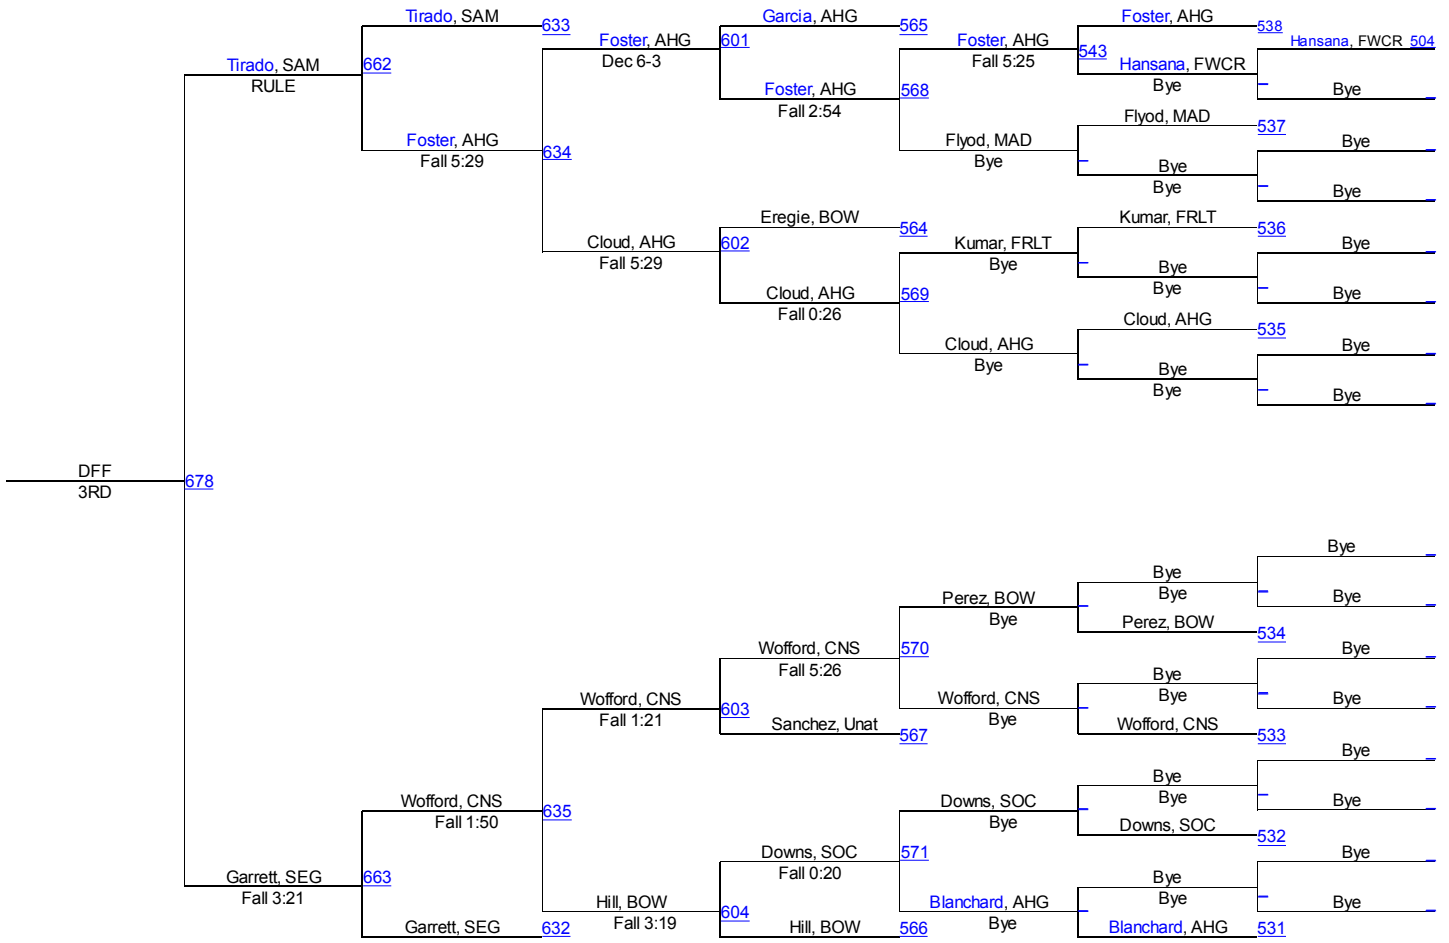 Tirado, SAM
633
Garcia, AHG
565
Foster, AHG
538
Foster, AHG
601
Dec 6-3
Foster, AHG
543
Fall 5:25
Hansana, FWCR 504
Tirado, SAM
662
RULE
Hansana, FWCR
Bye
Foster, AHG
568
Fall 2:54
Bye
Flyod, MAD
537
Foster, AHG
634
Fall 5:29
Flyod, MAD
Bye
Bye
Bye
Bye
Bye
Eregie, BOW
564
Kumar, FRLT
536
Cloud, AHG
602
Fall 5:29
Kumar, FRLT
Bye
Bye
Bye
Bye
Cloud, AHG
569
Fall 0:26
Bye
Cloud, AHG
535
Cloud, AHG
Bye
Bye
Bye
Bye
Bye
DFF
678
3RD
Bye
Bye
Bye
Perez, BOW
Bye
Bye
Perez, BOW
534
Wofford, CNS
570
Fall 5:26
Bye
Wofford, CNS
603
Fall 1:21
Bye
Bye
Wofford, CNS
Bye
Bye
Sanchez, Unat
567
Wofford, CNS
533
Bye
Wofford, CNS
635
Fall 1:50
Downs, SOC
Bye
Bye
Bye
Bye
Downs, SOC
532
Downs, SOC
571
Fall 0:20
Bye
Garrett, SEG
663
Fall 3:21
Bye
Bye
Hill, BOW
604
Fall 3:19
Blanchard, AHG
Bye
Bye
Garrett, SEG
632
Hill, BOW
566
Blanchard, AHG
531